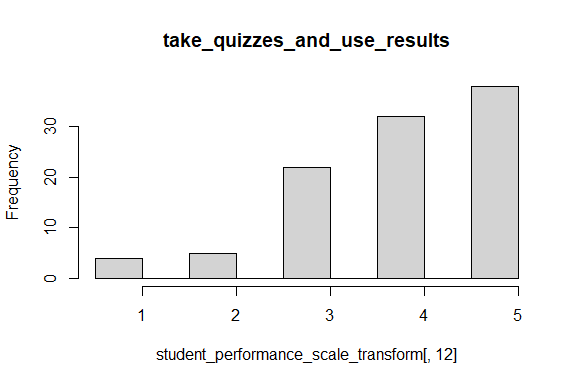 take_quizzes_and_use_results
Frequency
30
20
10
0
1 2 3 4 5
student_performance_scale_transform[, 12]